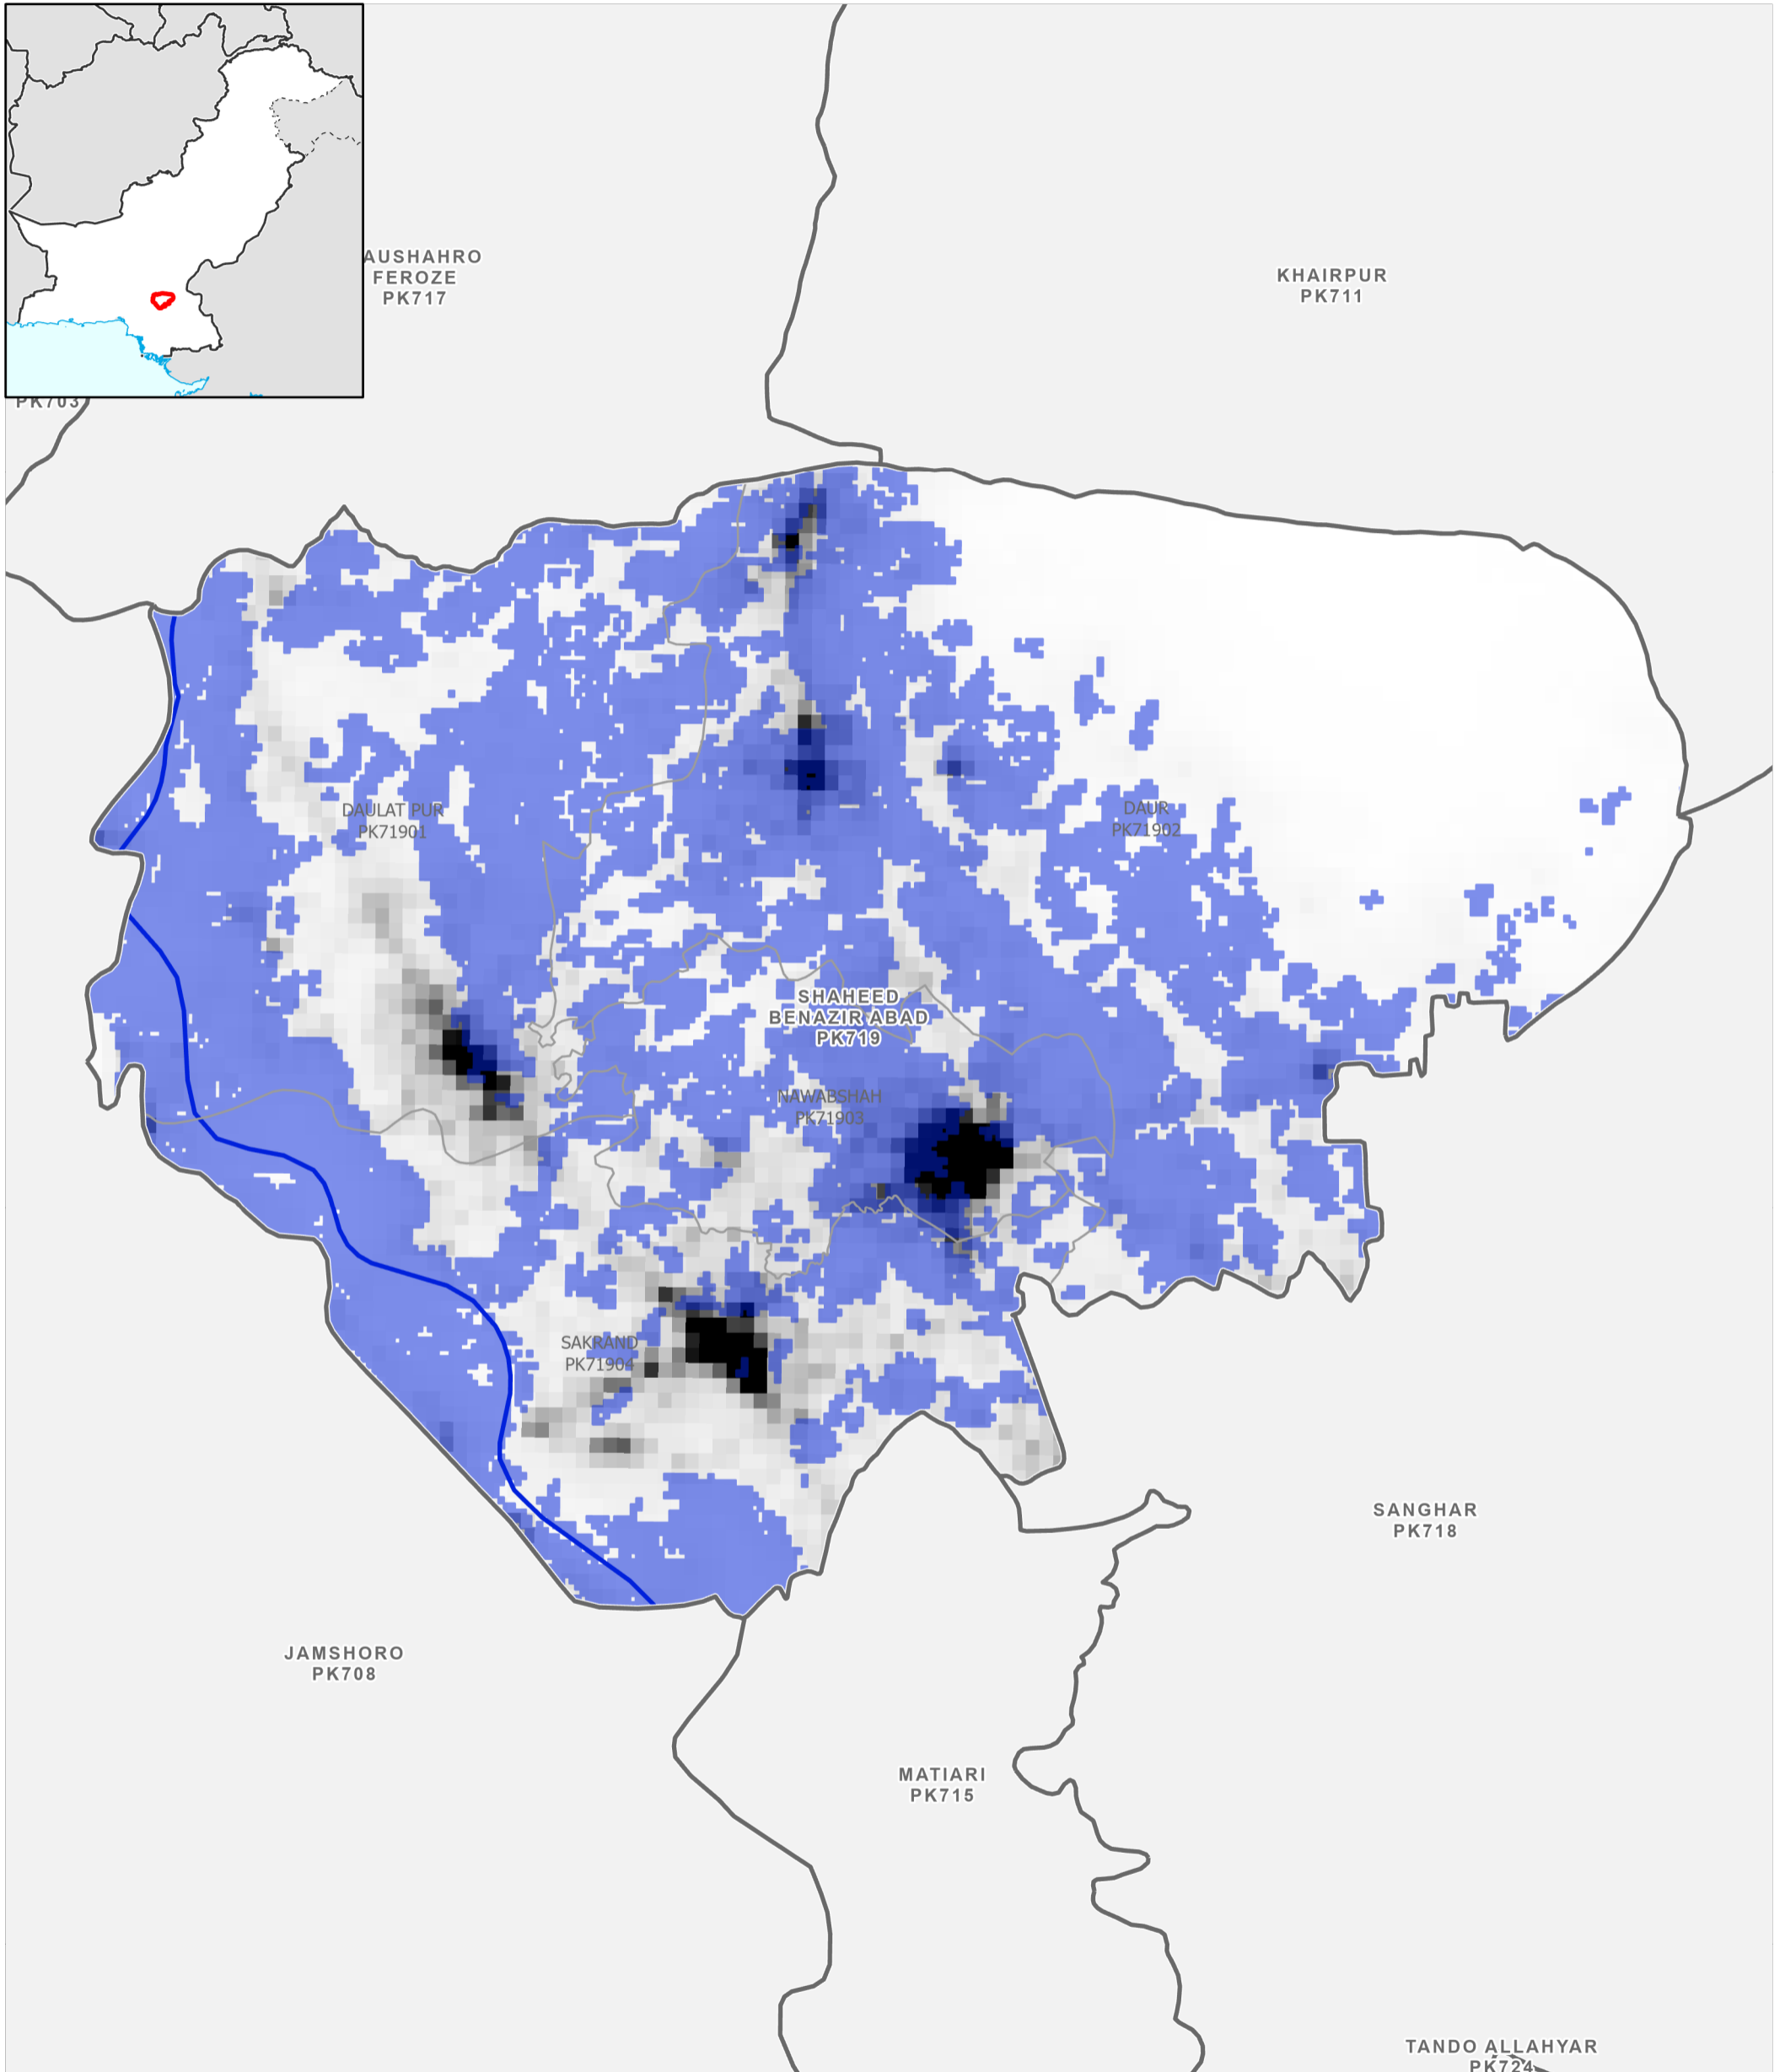 AUSHAHRO
FEROZE
PK717
KHAIRPUR
PK711
PK703
DAULAT PUR
PK71901
DAUR
PK71902
SHAHEED
BENAZIR ABAD
PK719
NAWABSHAH
PK71903
SAKRAND
PK71904
SANGHAR
PK718
JAMSHORO
PK708
MATIARI
PK715
TANDO ALLAHYAR
PK724